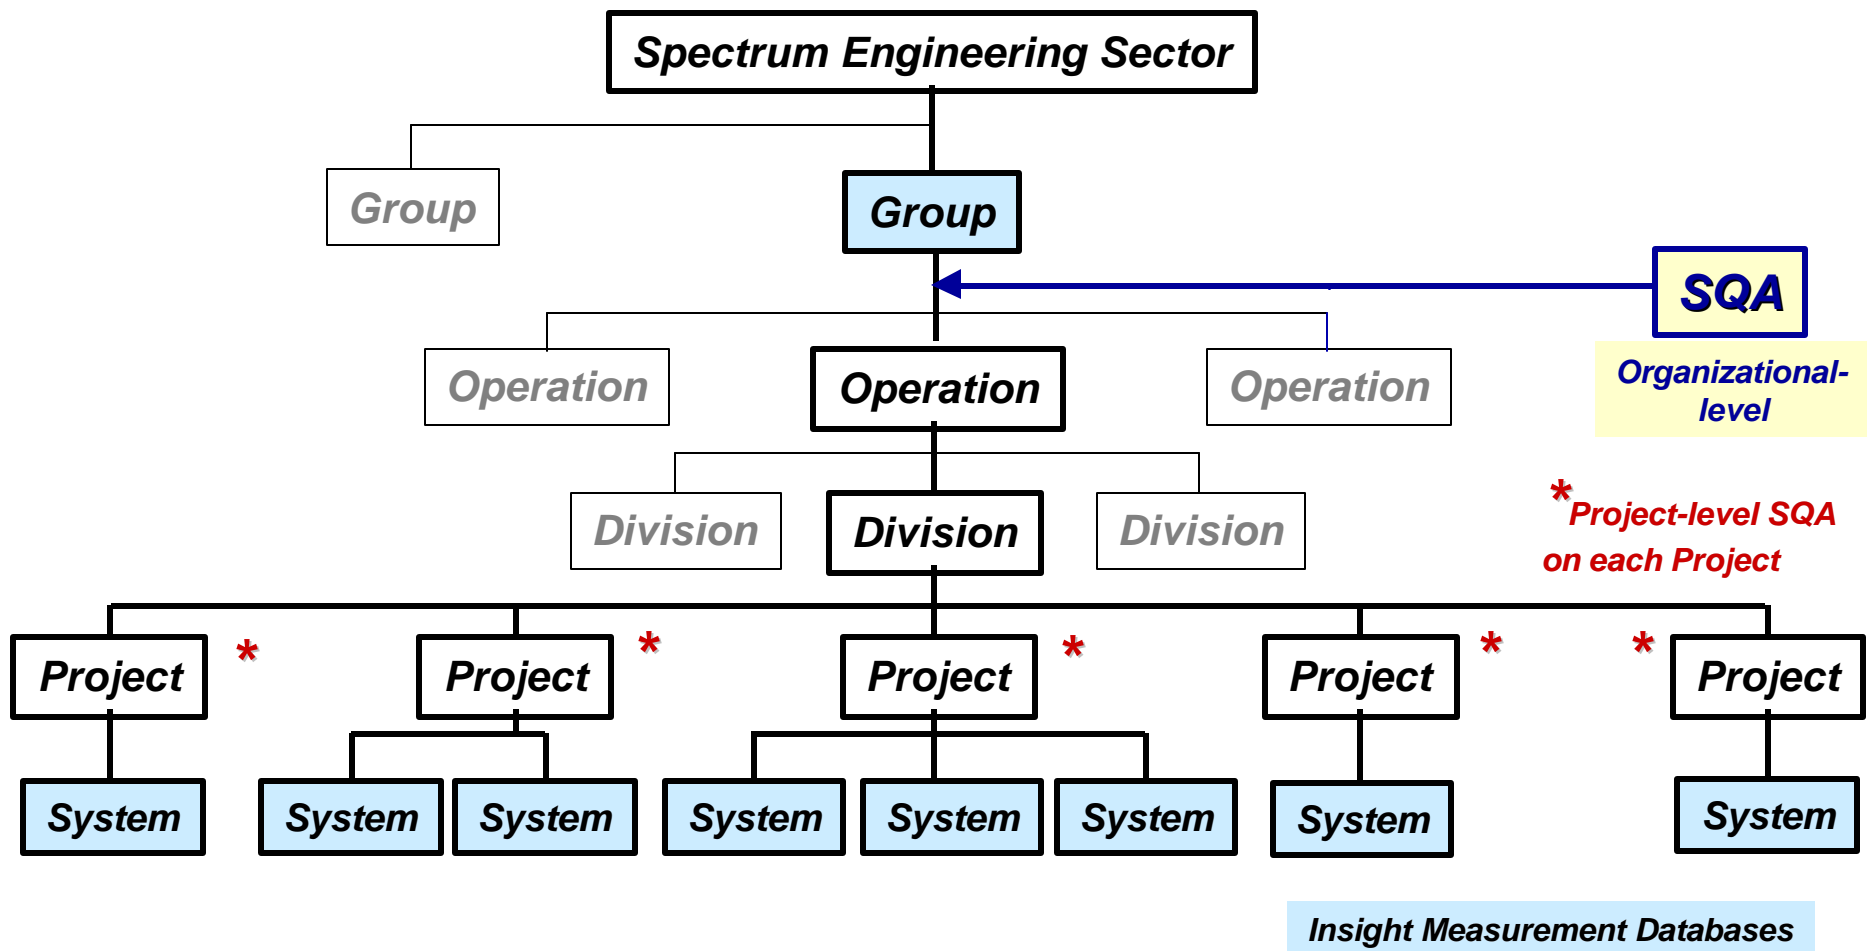 Spectrum Engineering Sector
Group
Group
SQA
Operation
Operation
Operation
Organizational-
level
Division
Division
Division
*Project-level SQA
on each Project
Project *
Project *
Project *
Project *
* Project
System
System
System
System
System
System
System
System
Insight Measurement Databases